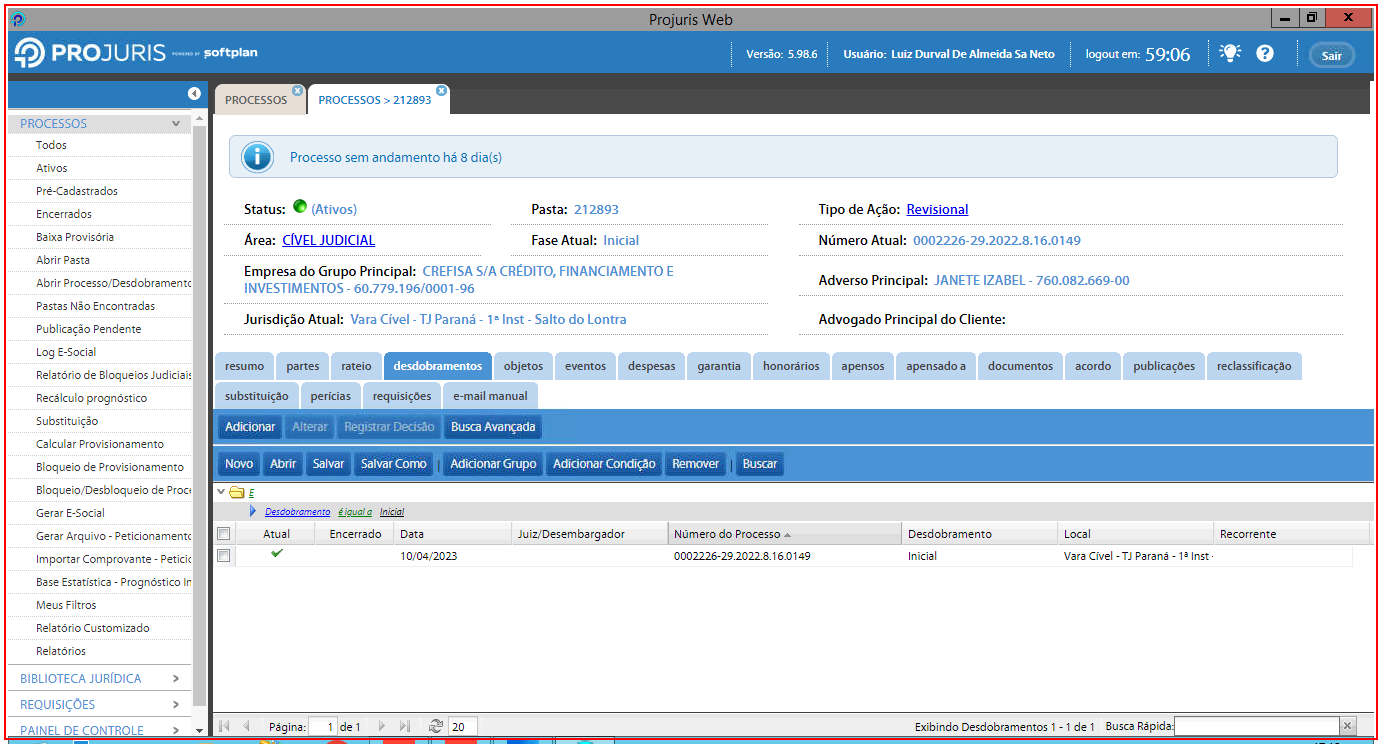 Projuris Web
PROJURIS POWERED BY softplan
Versão: 5.98.6
Usuário: Luiz Durval De Almeida Sa Neto
logout em: 59:06
Sair
PROCESSOS
PROCESSOS > 212893
PROCESSOS
Todos
Ativos
Pré-Cadastrados
Encerrados
Baixa Provisória
Abrir Pasta
Abrir Processo/Desdobramento
Pastas Não Encontradas
Publicação Pendente
Log E-Social
Relatório de Bloqueios Judiciais
Recálculo prognóstico
Substituição
Calcular Provisionamento
Bloqueio de Provisionamento
Bloqueio/Desbloqueio de Proce
Gerar E-Social
Gerar Arquivo - Peticionamento
Importar Comprovante - Petici
Base Estatística - Prognóstico In
Meus Filtros
Relatório Customizado
Relatórios
BIBLIOTECA JURÍDICA
REQUISIÇÕES
PAINEL DE CONTROLE
Processo sem andamento há 8 dia(s)
Status: (Ativos)
Pasta: 212893
Tipo de Ação: Revisional
Área: CÍVEL JUDICIAL
Fase Atual: Inicial
Número Atual: 0002226-29.2022.8.16.0149
Empresa do Grupo Principal: CREFISA S/A CRÉDITO, FINANCIAMENTO E
INVESTIMENTOS - 60.779.196/0001-96
Adverso Principal: JANETE IZABEL - 760.082.669-00
Jurisdição Atual: Vara Cível - TJ Paraná - 1ª Inst - Salto do Lontra
Advogado Principal do Cliente:
resumo partes rateio desdobramentos objetos eventos despesas garantia honorários apensos apensado a documentos acordo publicações reclassificação
substituição perícias requisições e-mail manual
Adicionar Alterar Registrar Decisão Busca Avançada
Novo Abrir Salvar Salvar Como | Adicionar Grupo Adicionar Condição Remover | Buscar
E
Desdobramento é igual a Inicial
Atual Encerrado Data Juiz/Desembargador Número do Processo Desdobramento Local Recorrente
10/04/2023 0002226-29.2022.8.16.0149 Inicial Vara Cível - TJ Paraná - 1ª Inst -
Página: 1 de 1 20 Exibindo Desdobramentos 1 - 1 de 1 Busca Rápida: